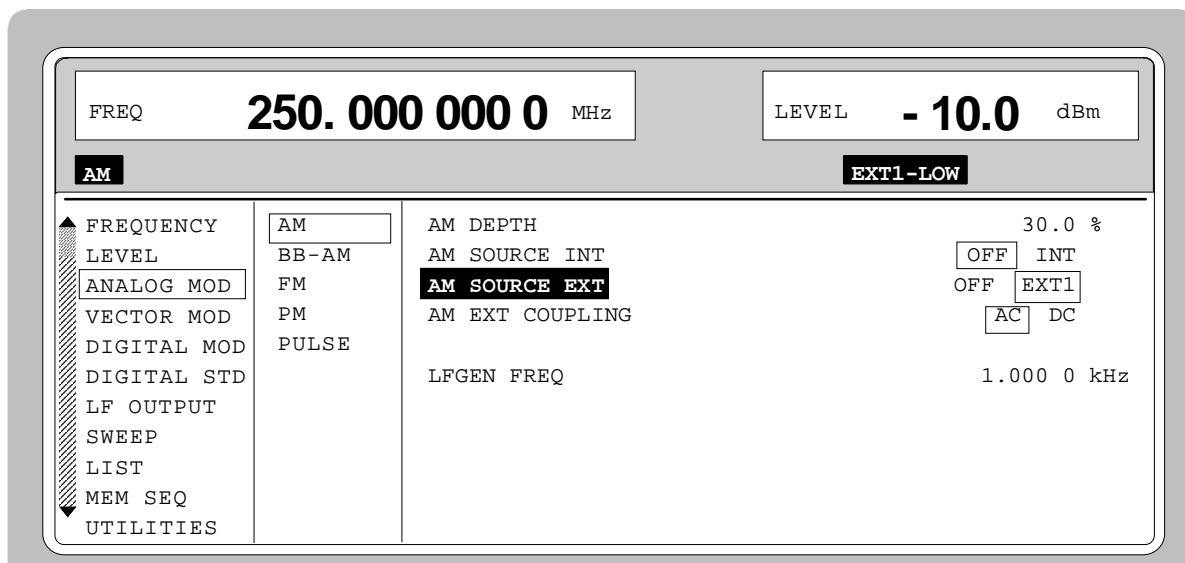 FREQ 250. 000 000 0 MHz LEVEL - 10.0 dBm
AM EXT1-LOW
FREQUENCY AM AM DEPTH 30.0 %
LEVEL BB-AM AM SOURCE INT OFF INT
ANALOG MOD FM AM SOURCE EXT OFF EXT1
VECTOR MOD PM AM EXT COUPLING AC DC
DIGITAL MOD PULSE
DIGITAL STD LFGEN FREQ 1.000 0 kHz
LF OUTPUT
SWEEP
LIST
MEM SEQ
UTILITIES